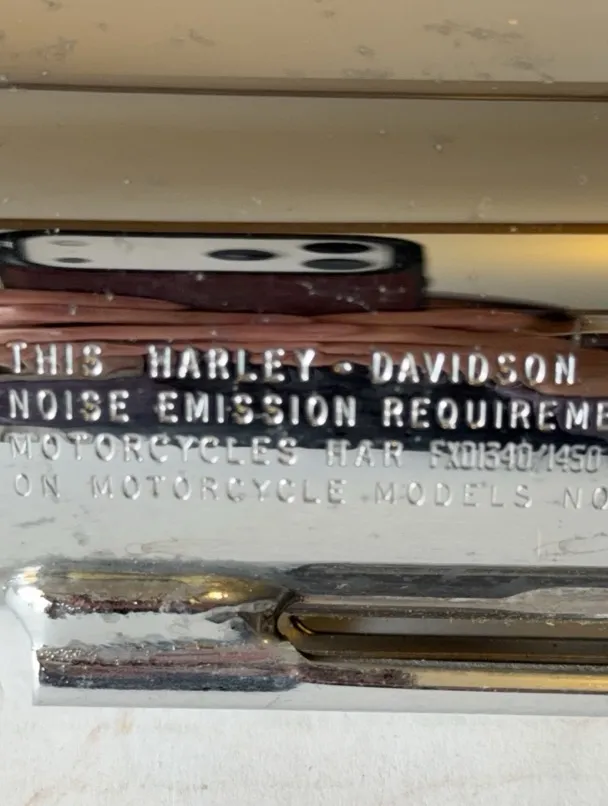 THIS HARLEY-DAVIDSON
NOISE EMISSION REQUIREME
MOTORCYCLES HAR FXD1340/1450
ON MOTORCYCLE MODELS NO